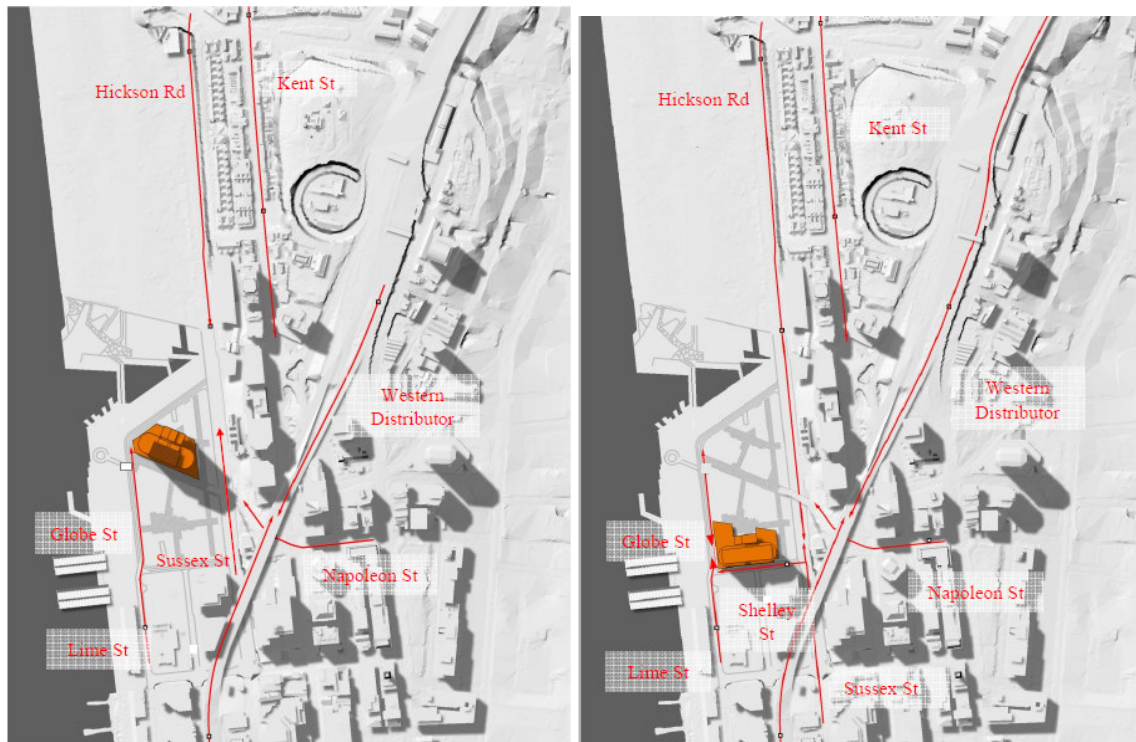 Hickson Rd
Kent St
Western
Distributor
Globe St
Sussex St
Napoleon St
Lime St
Hickson Rd
Kent St
Western
Distributor
Globe St
Napoleon St
Shelley
St
Lime St
Sussex St